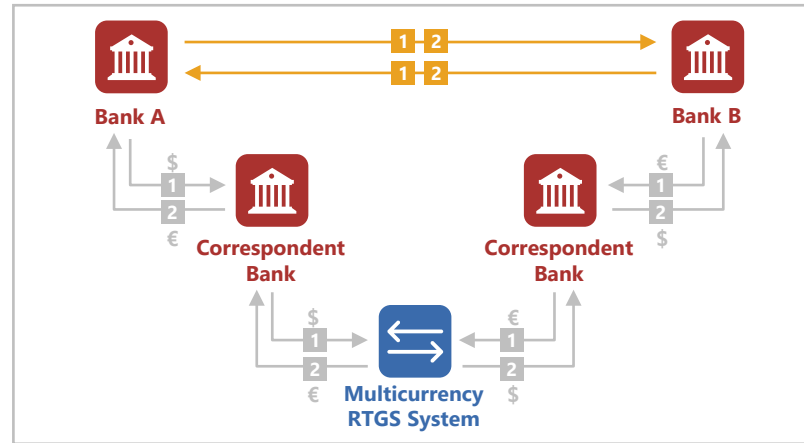 1 2
1 2
Bank A
Bank B
$
€
1
1
2
2
€
$
Correspondent
Bank
Correspondent
Bank
$
€
1
1
2
2
€
$
Multicurrency
RTGS System